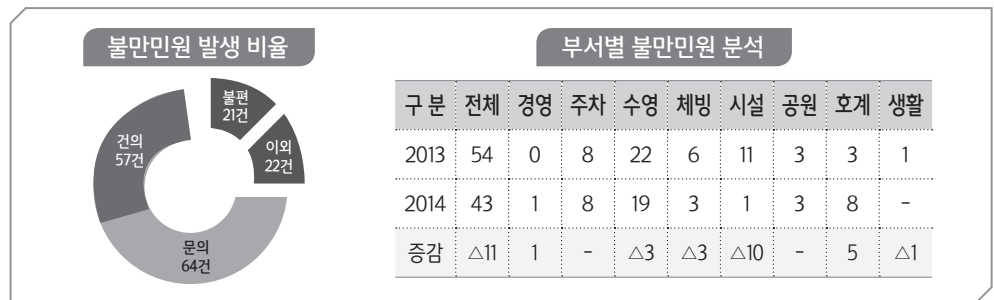 불만민원 발생 비율
불편
21건
이외
22건
건의
57건
문의
64건
부서별 불만민원 분석
구 분 전체 경영 주차 수영 체빙 시설 공원 호계 생활
2013 54 0 8 22 6 11 3 3 1
2014 43 1 8 19 3 1 3 8 -
증감 △11 1 - △3 △3 △10 - 5 △1